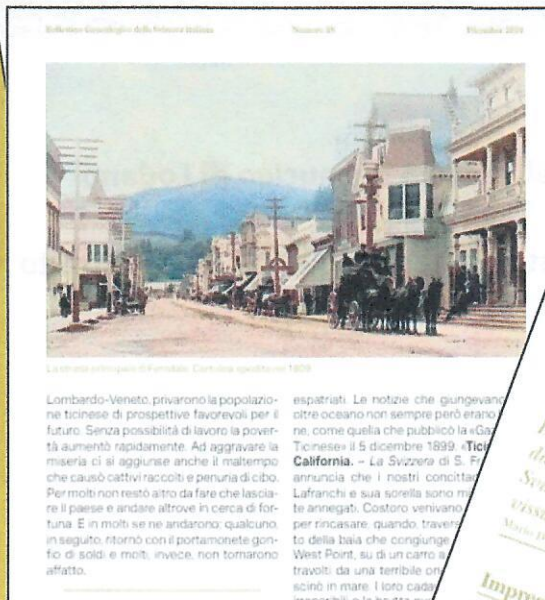 Bollettino Genealogico della Svizzera italiana
Numero
Dicembre
La strada principale di Ferndale. Cartolina spedita nel 1909
Lombardo-Veneto, privarono la popolazio-
ne ticinese di prospettive favorevoli per il
futuro. Senza possibilità di lavoro la pover-
tà aumentò rapidamente. Ad aggravare la
miseria ci si aggiunse anche il maltempo
che causò cattivi raccolti e penuria di cibo.
Per molti non restò altro da fare che lascia-
re il paese e andare altrove in cerca di for-
tuna. E in molti se ne andarono: qualcuno,
in seguito, ritornò con il portamonete gon-
fio di soldi e molti, invece, non tornarono
affatto.
espatriati. Le notizie che giungevano
oltre oceano non sempre però erano
ne, come quella che pubblicò la «Gaz
Ticinese» il 5 dicembre 1899. «Tici
California. – La Svizzera di S. Fr
annuncia che i nostri concittad
Lafranchi e sua sorella sono m
te annegati. Costoro venivano
per rincasare, quando, travers
to della baia che congiunge
West Point, su di un carro a
travolti da una terribile on
scinò in mare. I loro cada
Mario
Impre